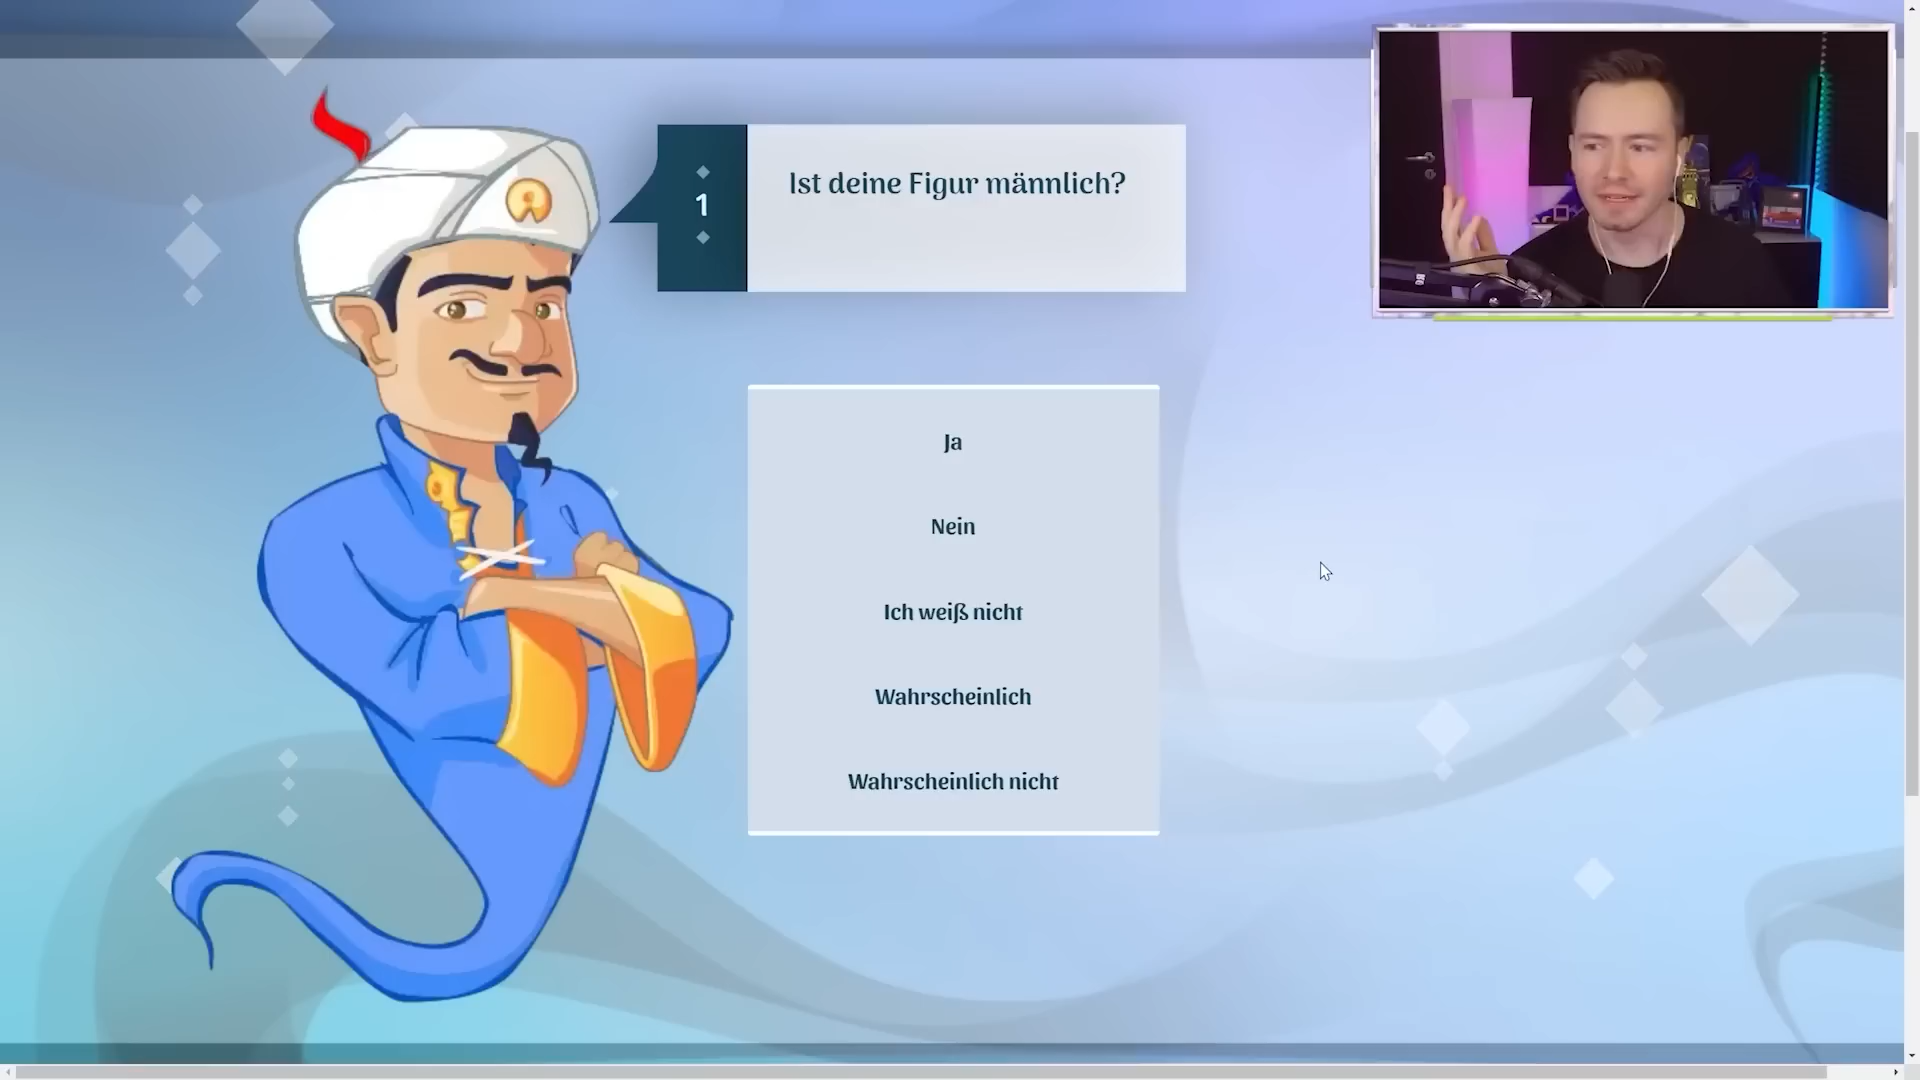 1
Ist deine Figur männlich?
Ja
Nein
Ich weiß nicht
Wahrscheinlich
Wahrscheinlich nicht